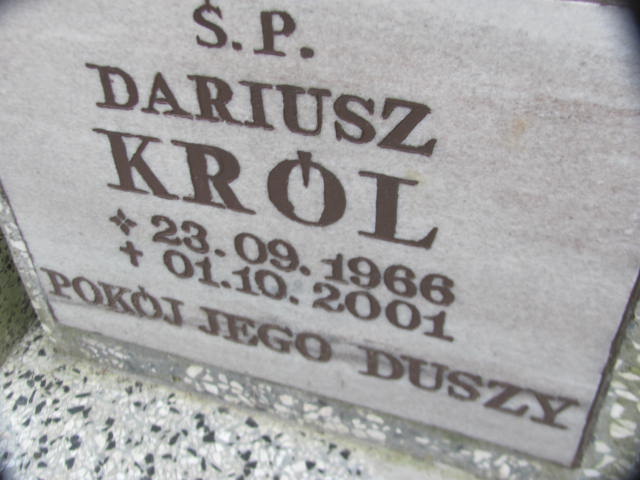 Ś.P.
DARIUSZ
KRÓL
✢ 23.09.1966
✝ 01.10.2001
POKÓJ JEGO DUSZY